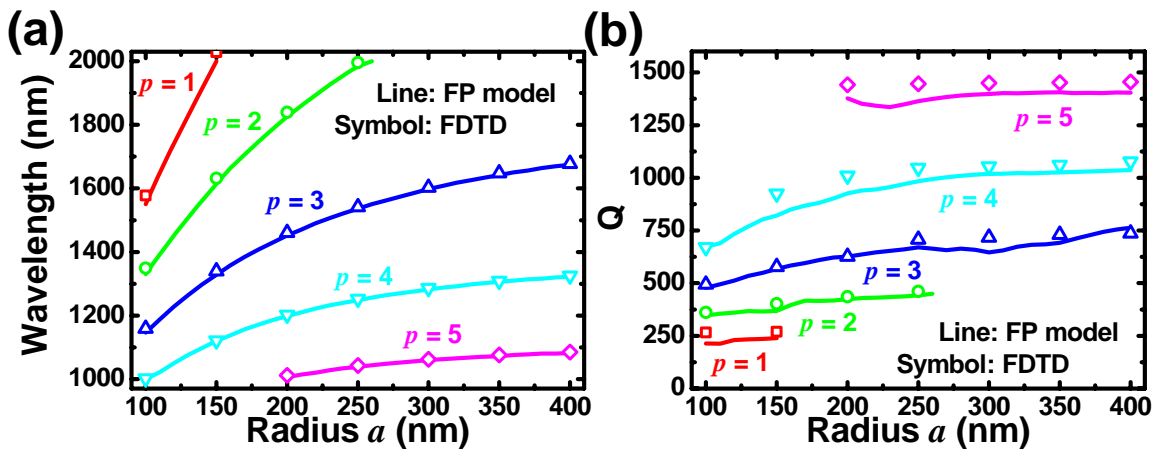 (a)
Wavelength (nm)
2000
1800
1600
1400
1200
1000
p = 1
p = 2
Line: FP model
Symbol: FDTD
p = 3
p = 4
p = 5
100 150 200 250 300 350 400
Radius a (nm)
(b)
Q
1500
1250
1000
750
500
250
0
p = 5
p = 4
p = 3
p = 2
Line: FP model
p = 1
Symbol: FDTD
100 150 200 250 300 350 400
Radius a (nm)